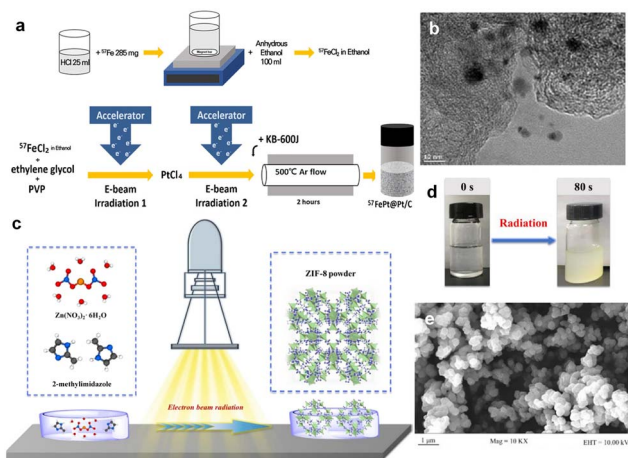 a
HCl 25 ml
+ ⁵⁷Fe 285 mg
Magnetron
+
Anhydrous
Ethanol
100 ml
⁵⁷FeCl₂ in Ethanol
Accelerator
e⁻ e⁻ e⁻ e⁻ e⁻
Accelerator
e⁻ e⁻ e⁻ e⁻ e⁻
⁵⁷FeCl₂ in Ethanol
+
ethylene glycol
+
PVP
E-beam
Irradiation 1
PtCl₄
E-beam
Irradiation 2
+ KB-600J
500℃ Ar flow
2 hours
⁵⁷FePt@Pt/C
b
10 nm
c
Zn(NO₃)₂· 6H₂O
2-methylimidazole
Electron beam radiation
ZIF-8 powder
d
0 s
Radiation
80 s
e
1 μm
Mag = 10 KX
EHT = 10.00 kV